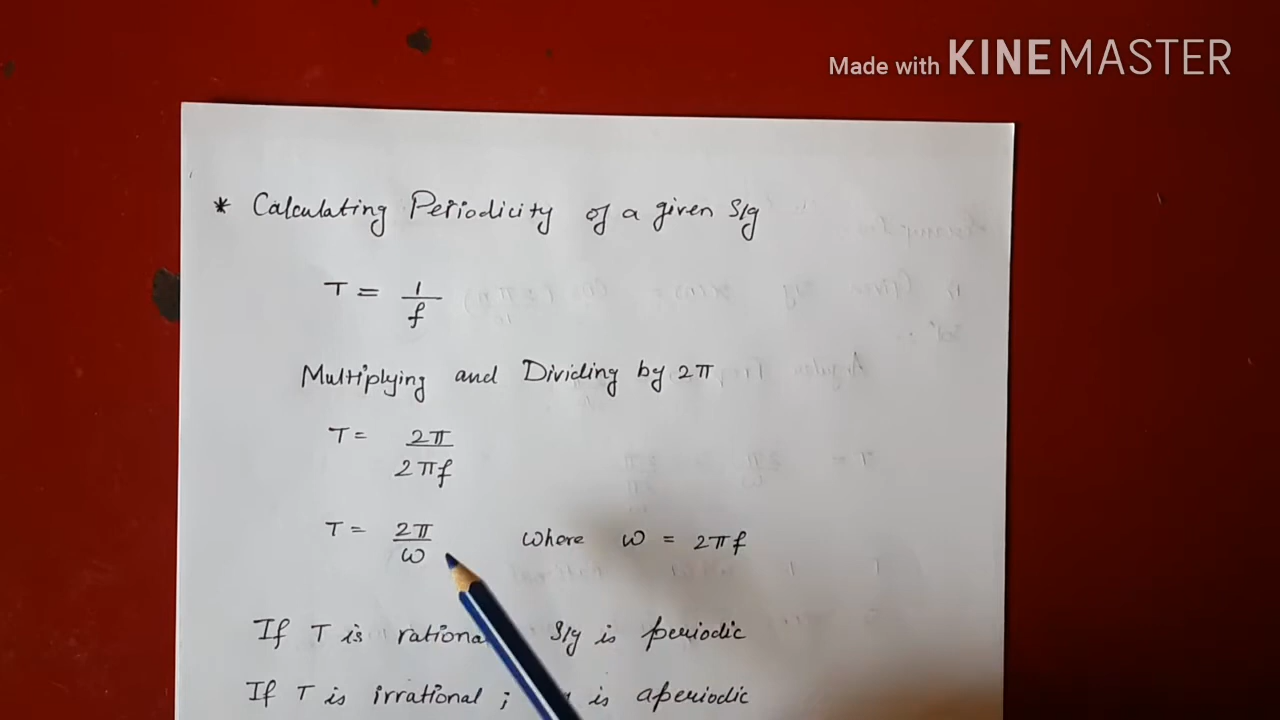 Made with KINEMASTER
* Calculating Periodicity of a given S/g
T = 1/f
Multiplying and Dividing by 2π
T = 2π/2πf
T = 2π/ω where ω = 2πf
If T is rational S/g is periodic
If T is irrational ; is aperiodic